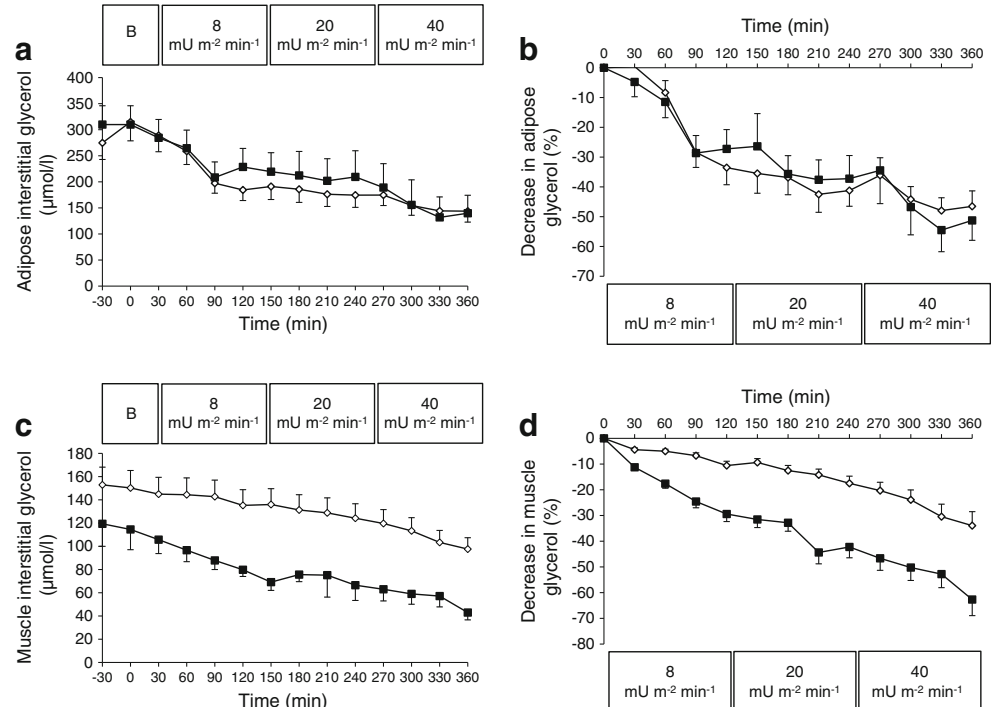 a
B
8
mU m-2 min-1
20
mU m-2 min-1
40
mU m-2 min-1
Adipose interstitial glycerol
(µmol/l)
400
350
300
250
200
150
100
50
0
-30 0 30 60 90 120 150 180 210 240 270 300 330 360
Time (min)
b
Time (min)
0 30 60 90 120 150 180 210 240 270 300 330 360
Decrease in adipose
glycerol (%)
0
-10
-20
-30
-40
-50
-60
-70
8
mU m-2 min-1
20
mU m-2 min-1
40
mU m-2 min-1
c
B
8
mU m-2 min-1
20
mU m-2 min-1
40
mU m-2 min-1
Muscle interstitial glycerol
(µmol/l)
180
160
140
120
100
80
60
40
20
0
-30 0 30 60 90 120 150 180 210 240 270 300 330 360
Time (min)
d
Time (min)
0 30 60 90 120 150 180 210 240 270 300 330 360
Decrease in muscle
glycerol (%)
0
-10
-20
-30
-40
-50
-60
-70
-80
8
mU m-2 min-1
20
mU m-2 min-1
40
mU m-2 min-1